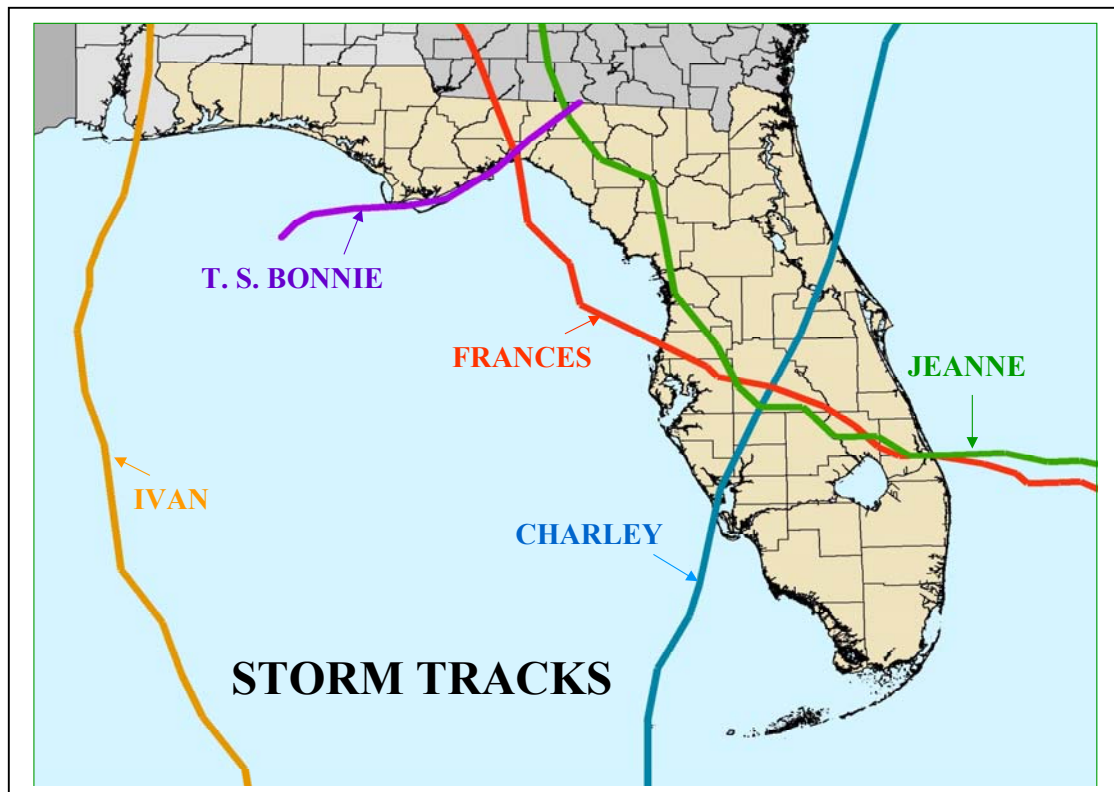 T. S. BONNIE
FRANCES
JEANNE
IVAN
CHARLEY
STORM TRACKS